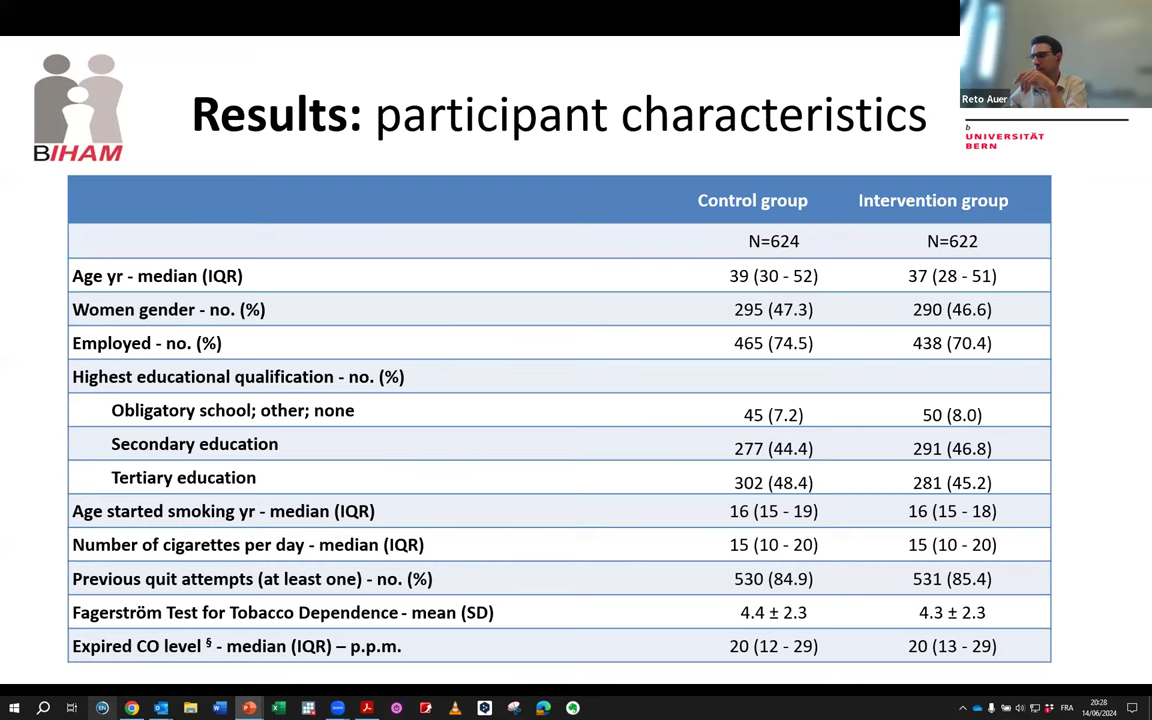 Reto Auer
BIHAM
Results: participant characteristics
b
UNIVERSITÄT
BERN
Control group Intervention group
N=624 N=622
Age yr - median (IQR) 39 (30 - 52) 37 (28 - 51)
Women gender - no. (%) 295 (47.3) 290 (46.6)
Employed - no. (%) 465 (74.5) 438 (70.4)
Highest educational qualification - no. (%)
Obligatory school; other; none 45 (7.2) 50 (8.0)
Secondary education 277 (44.4) 291 (46.8)
Tertiary education 302 (48.4) 281 (45.2)
Age started smoking yr - median (IQR) 16 (15 - 19) 16 (15 - 18)
Number of cigarettes per day - median (IQR) 15 (10 - 20) 15 (10 - 20)
Previous quit attempts (at least one) - no. (%) 530 (84.9) 531 (85.4)
Fagerström Test for Tobacco Dependence - mean (SD) 4.4 ± 2.3 4.3 ± 2.3
Expired CO level § - median (IQR) – p.p.m. 20 (12 - 29) 20 (13 - 29)
FRA
20:28
14/06/2024